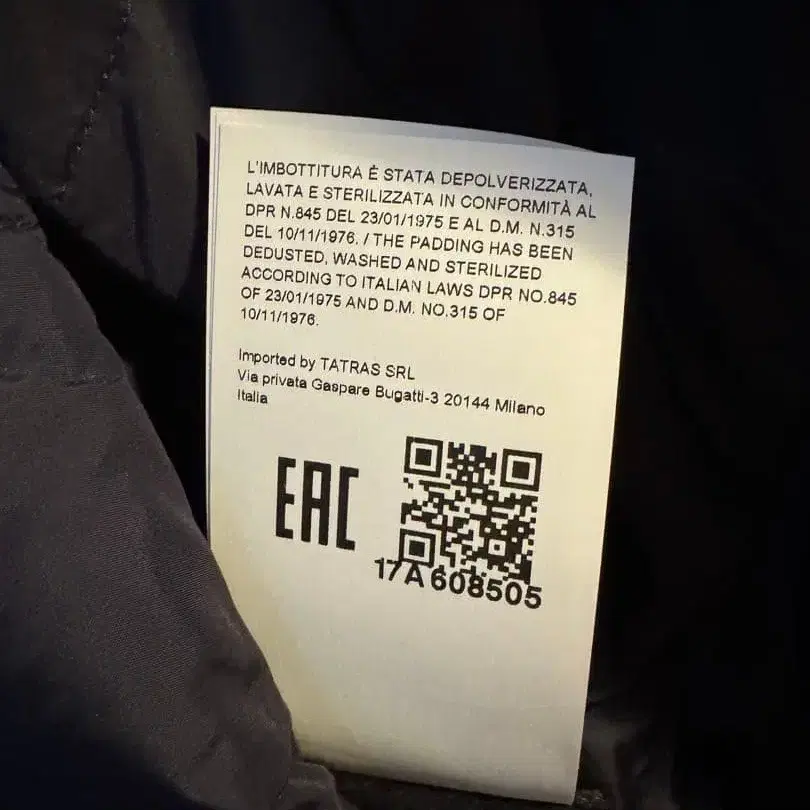 L'IMBOTTITURA È STATA DEPOLVERIZZATA,
LAVATA E STERILIZZATA IN CONFORMITÀ AL
DPR N.845 DEL 23/01/1975 E AL D.M. N.315
DEL 10/11/1976. / THE PADDING HAS BEEN
DEDUSTED, WASHED AND STERILIZED
ACCORDING TO ITALIAN LAWS DPR NO.845
OF 23/01/1975 AND D.M. NO.315 OF
10/11/1976.
Imported by TATRAS SRL
Via privata Gaspare Bugatti-3 20144 Milano
Italia
EAC
17A608505